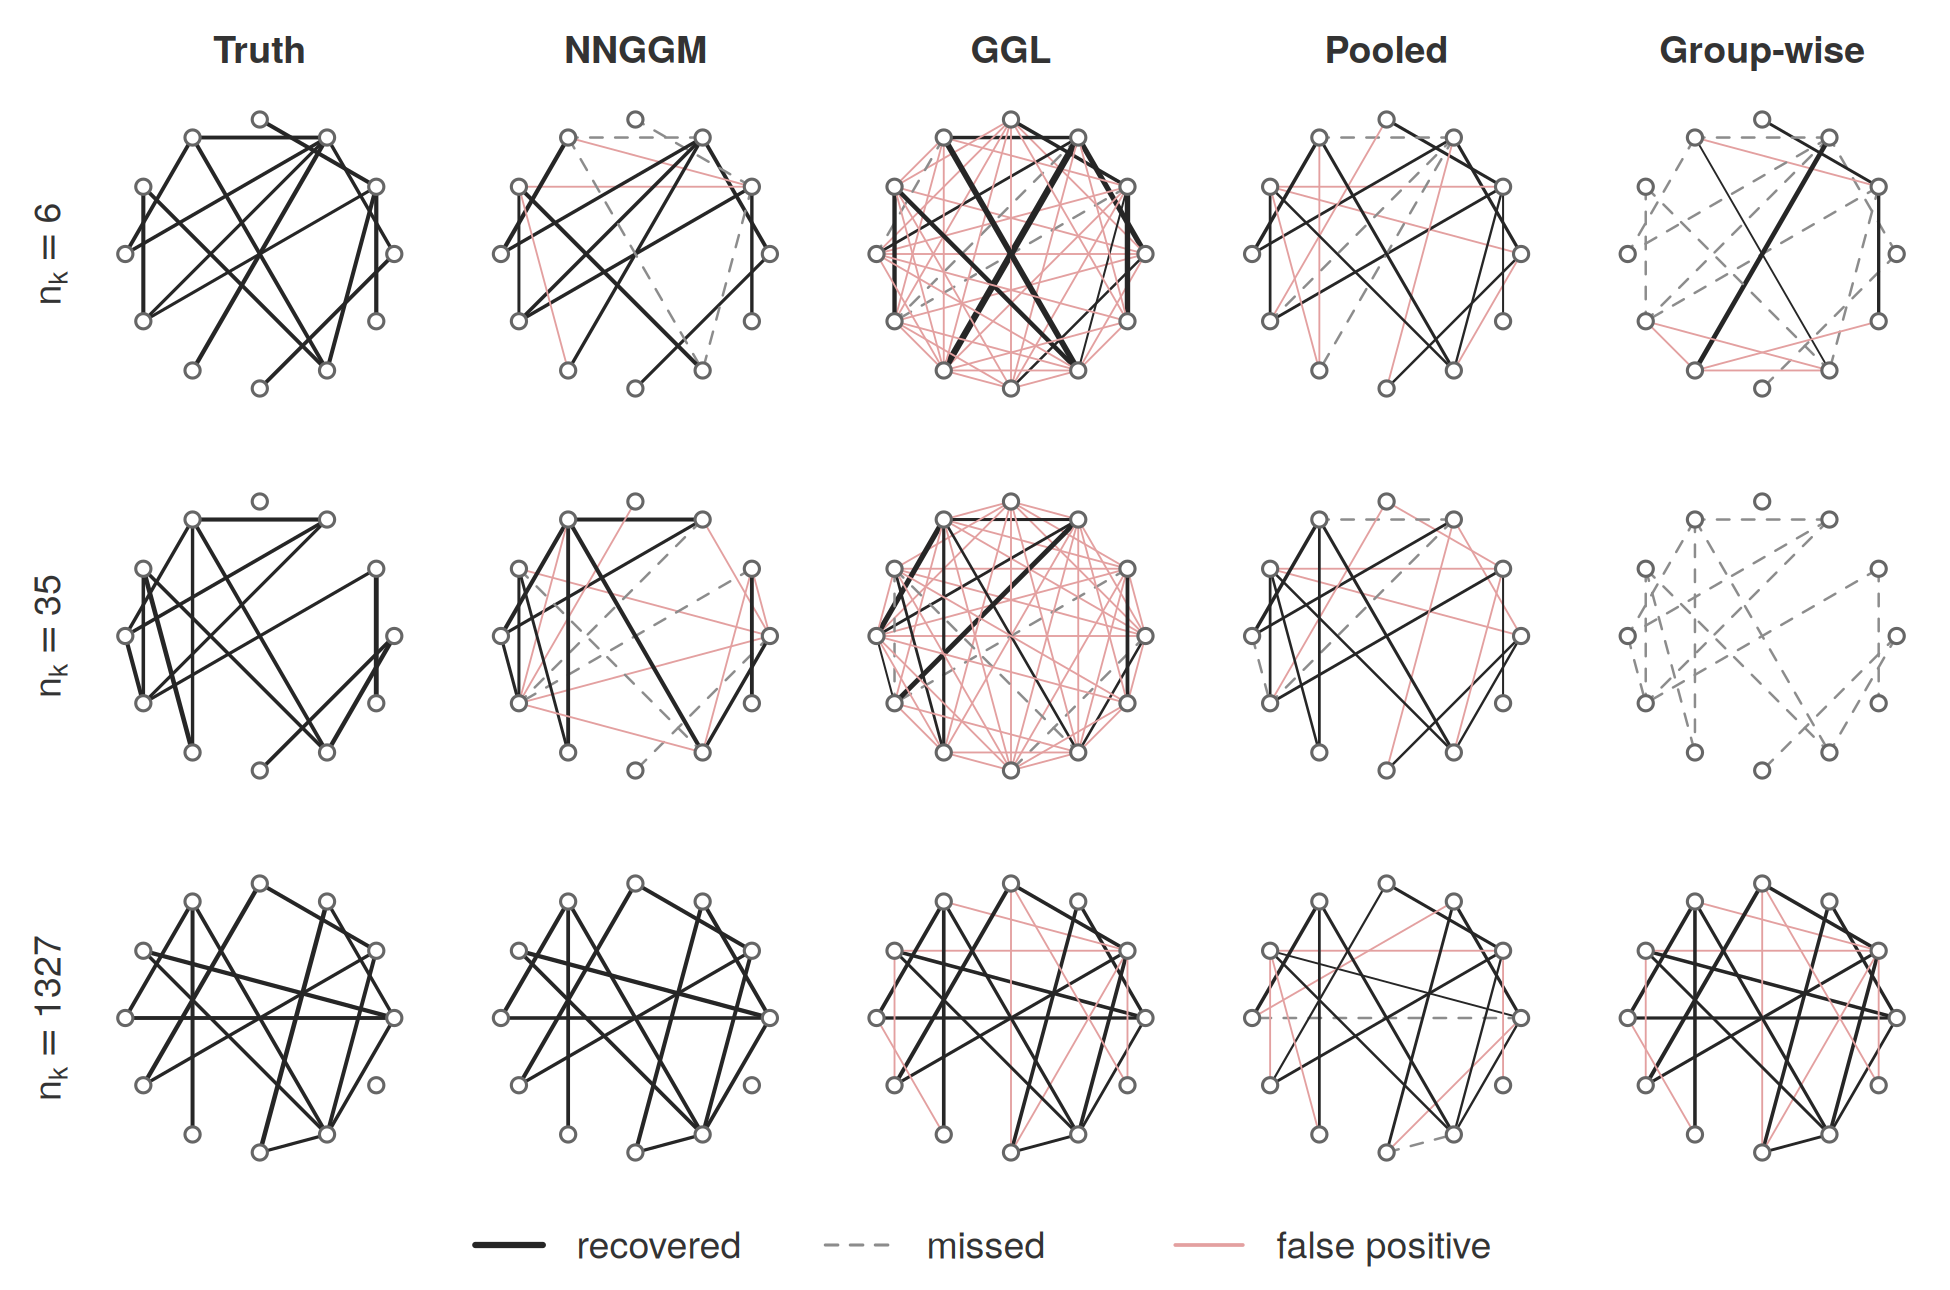 Truth NNGGM GGL Pooled Group-wise
nₖ = 6
nₖ = 35
nₖ = 1327
recovered missed false positive